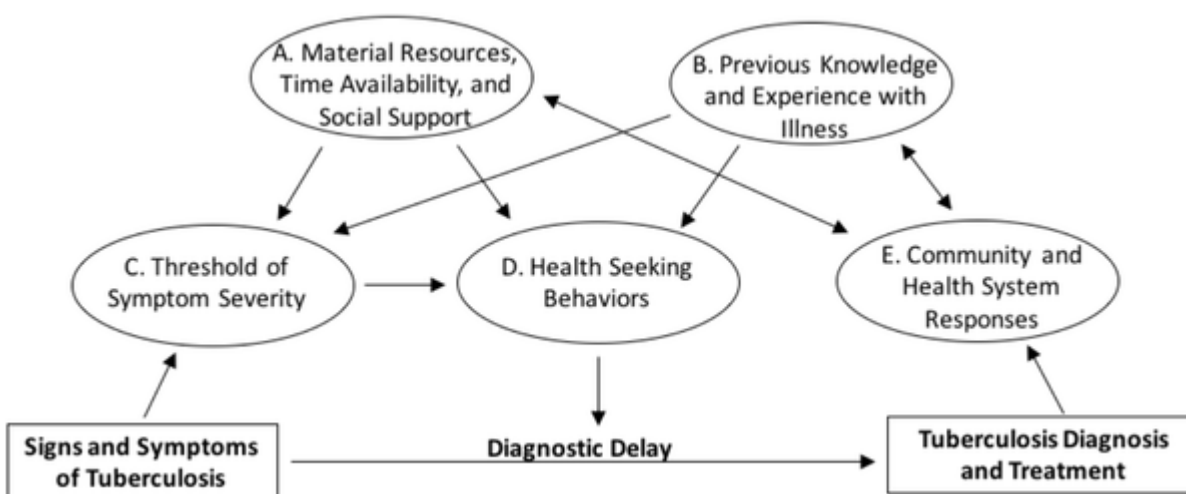 A. Material Resources,
Time Availability, and
Social Support
B. Previous Knowledge
and Experience with
Illness
C. Threshold of
Symptom Severity
D. Health Seeking
Behaviors
E. Community and
Health System
Responses
Signs and Symptoms
of Tuberculosis
Diagnostic Delay
Tuberculosis Diagnosis
and Treatment